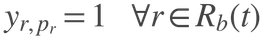 y_{r,p_r} = 1   ∀r ∈ R_b(t)